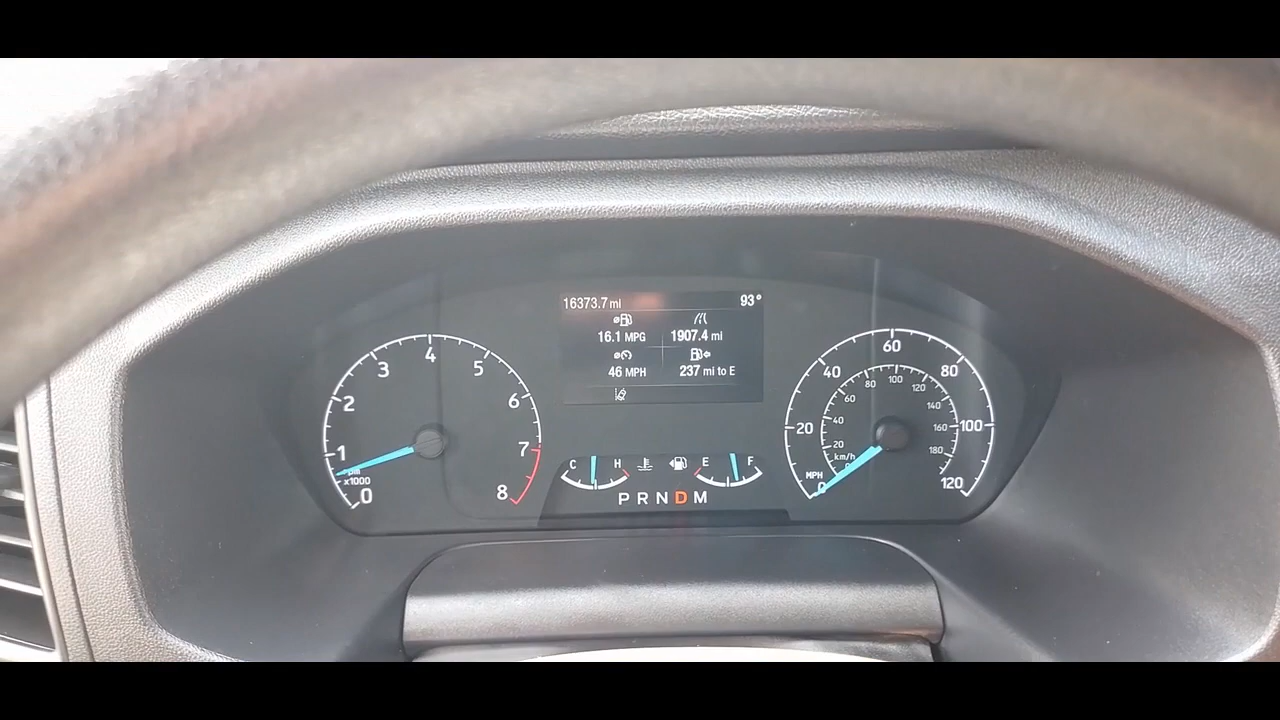 16373.7 mi 93°
16.1 MPG 1907.4 mi
46 MPH 237 mi to E
0 1 2 3 4 5 6 7 8
x1000
C H E F
P R N D M
0 20 40 60 80 100 120
MPH
20 40 60 80 100 120 140 160 180
km/h